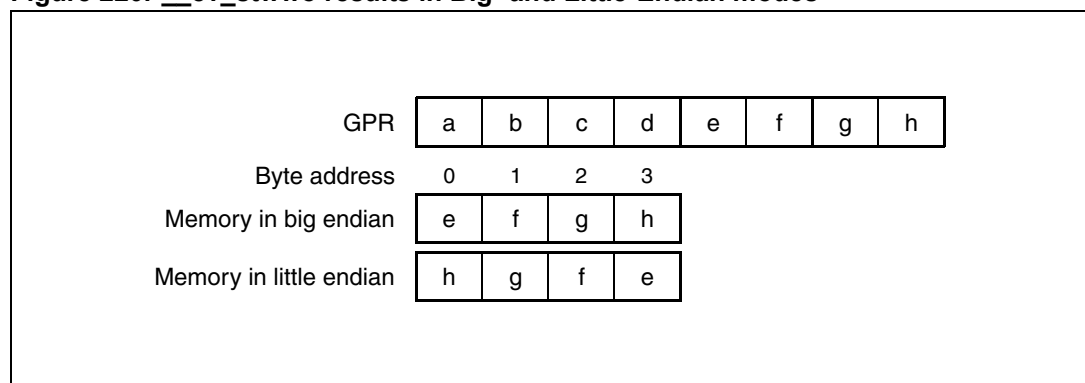 GPR a b c d e f g h
Byte address 0 1 2 3
Memory in big endian e f g h
Memory in little endian h g f e